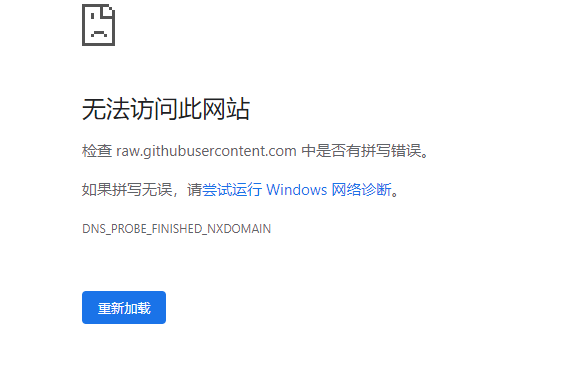 无法访问此网站
检查 raw.githubusercontent.com 中是否有拼写错误。
如果拼写无误，请尝试运行 Windows 网络诊断。
DNS_PROBE_FINISHED_NXDOMAIN
重新加载